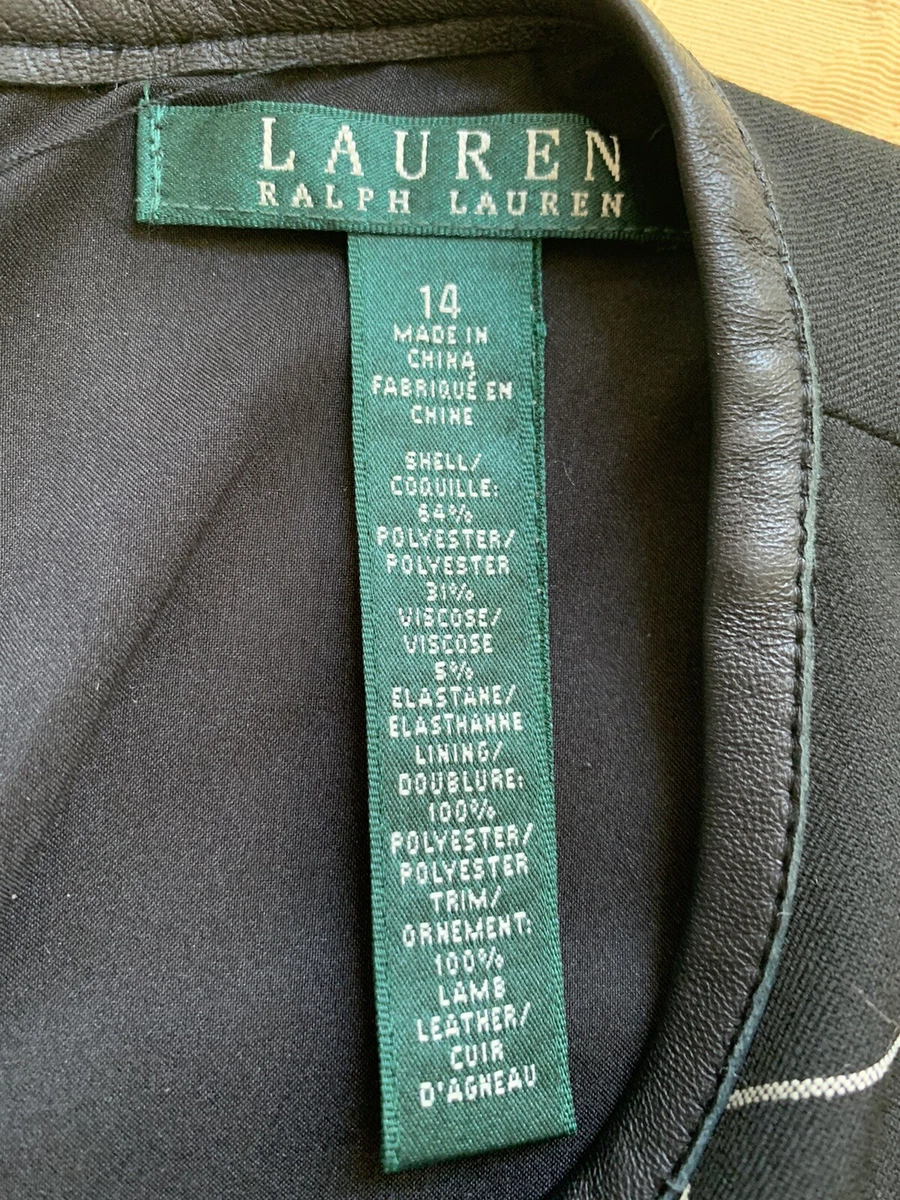 LAUREN
RALPH LAUREN
14
MADE IN
CHINA
FABRIQUÉ EN
CHINE
SHELL/
COQUILLE:
64%
POLYESTER/
POLYESTER
31%
VISCOSE/
VISCOSE
5%
ELASTANE/
ELASTHANNE
LINING/
DOUBLURE:
100%
POLYESTER/
POLYESTER
TRIM/
ORNEMENT:
100%
LAMB
LEATHER/
CUIR
D'AGNEAU